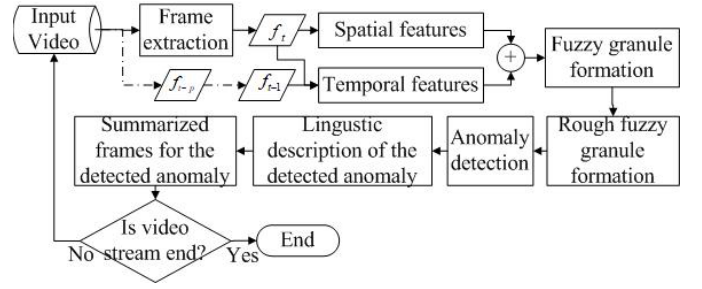 Input
Video
Frame
extraction
f_t
Spatial features
Fuzzy granule
formation
+
f_{t-p}
f_{t-1}
Temporal features
Summarized
frames for the
detected anomaly
Lingustic
description of the
detected anomaly
Anomaly
detection
Rough fuzzy
granule
formation
Is video
stream end?
No
Yes
End